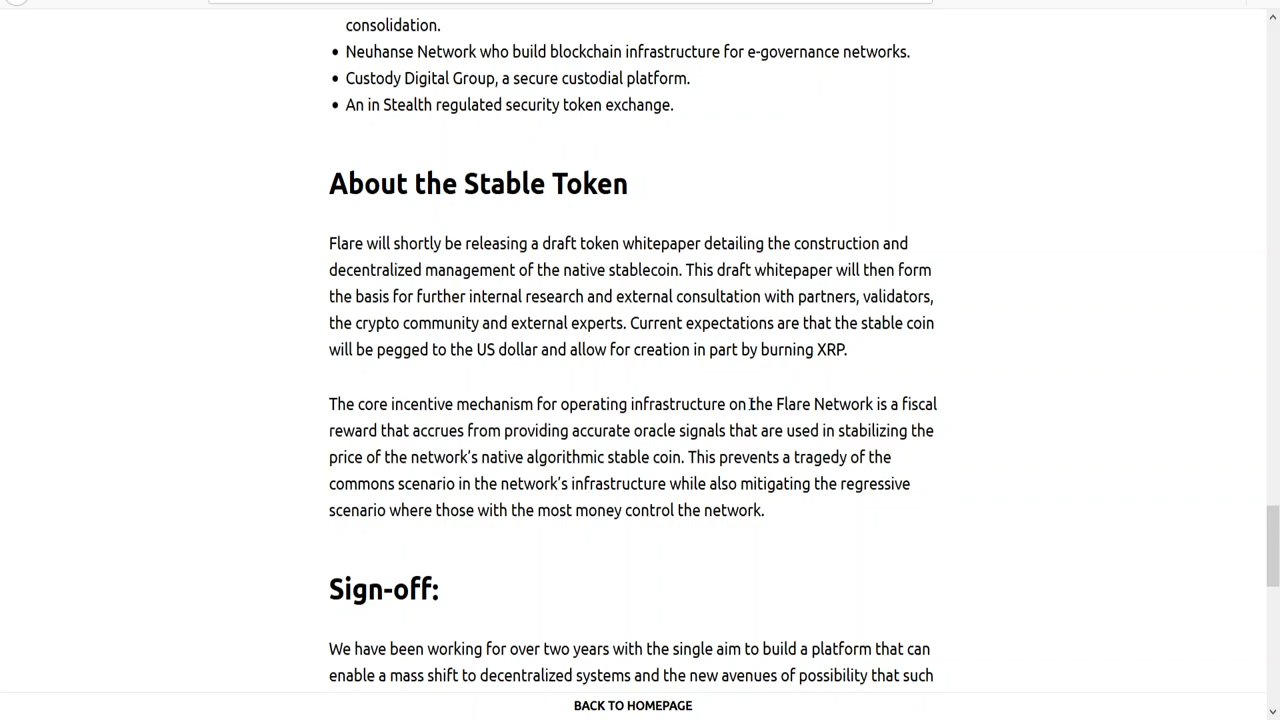 consolidation.
• Neuhanse Network who build blockchain infrastructure for e-governance networks.
• Custody Digital Group, a secure custodial platform.
• An in Stealth regulated security token exchange.
About the Stable Token
Flare will shortly be releasing a draft token whitepaper detailing the construction and
decentralized management of the native stablecoin. This draft whitepaper will then form
the basis for further internal research and external consultation with partners, validators,
the crypto community and external experts. Current expectations are that the stable coin
will be pegged to the US dollar and allow for creation in part by burning XRP.
The core incentive mechanism for operating infrastructure on the Flare Network is a fiscal
reward that accrues from providing accurate oracle signals that are used in stabilizing the
price of the network’s native algorithmic stable coin. This prevents a tragedy of the
commons scenario in the network’s infrastructure while also mitigating the regressive
scenario where those with the most money control the network.
Sign-off:
We have been working for over two years with the single aim to build a platform that can
enable a mass shift to decentralized systems and the new avenues of possibility that such
BACK TO HOMEPAGE